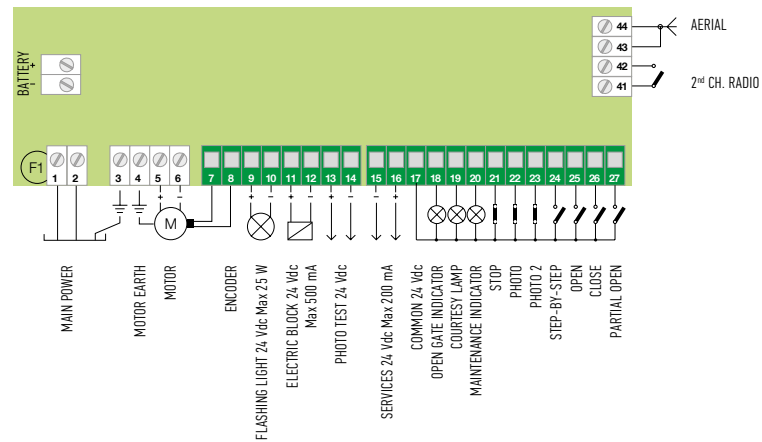 44 AERIAL
43
42
41 2nd CH. RADIO
BATTERY
+
-
F1
1 2 3 4 5 6 7 8 9 10 11 12 13 14 15 16 17 18 19 20 21 22 23 24 25 26 27
+ - + - + - + - - +
M
MAIN POWER
MOTOR EARTH
MOTOR
ENCODER
FLASHING LIGHT 24 Vdc Max 25 W
ELECTRIC BLOCK 24 Vdc
Max 500 mA
PHOTO TEST 24 Vdc
SERVICES 24 Vdc Max 200 mA
COMMON 24 Vdc
OPEN GATE INDICATOR
COURTESY LAMP
MAINTENANCE INDICATOR
STOP
PHOTO
PHOTO 2
STEP-BY-STEP
OPEN
CLOSE
PARTIAL OPEN